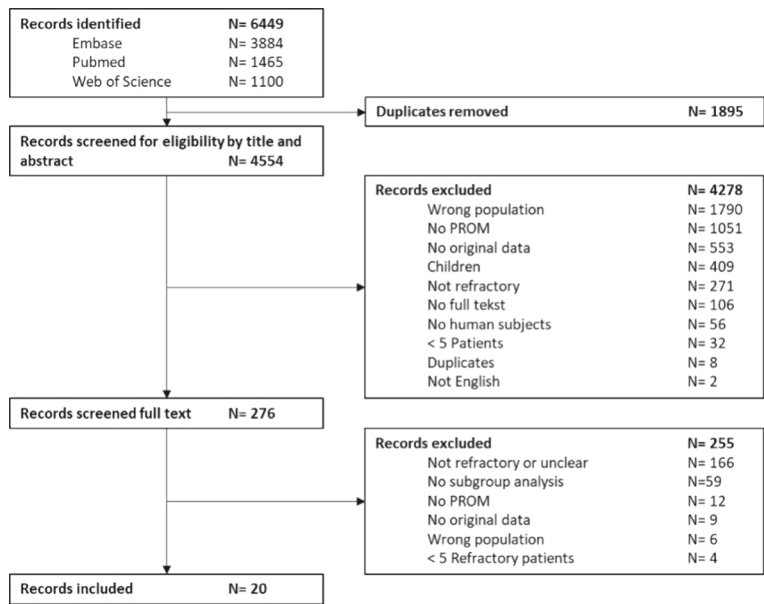 Records identified N= 6449
Embase N= 3884
Pubmed N= 1465
Web of Science N= 1100
Duplicates removed N= 1895
Records screened for eligibility by title and
abstract N= 4554
Records excluded N= 4278
Wrong population N= 1790
No PROM N= 1051
No original data N= 553
Children N= 409
Not refractory N= 271
No full tekst N= 106
No human subjects N= 56
< 5 Patients N= 32
Duplicates N= 8
Not English N= 2
Records screened full text N= 276
Records excluded N= 255
Not refractory or unclear N= 166
No subgroup analysis N=59
No PROM N= 12
No original data N= 9
Wrong population N= 6
< 5 Refractory patients N= 4
Records included N= 20